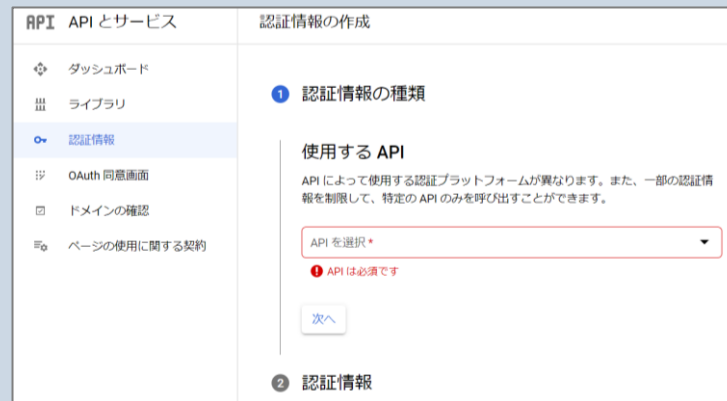 API APIとサービス
認証情報の作成
ダッシュボード
ライブラリ
認証情報
OAuth 同意画面
ドメインの確認
ページの使用に関する契約
1 認証情報の種類
使用する API
API によって使用する認証プラットフォームが異なります。また、一部の認証情
報を制限して、特定の API のみを呼び出すことができます。
API を選択 *
API は必須です
次へ
2 認証情報